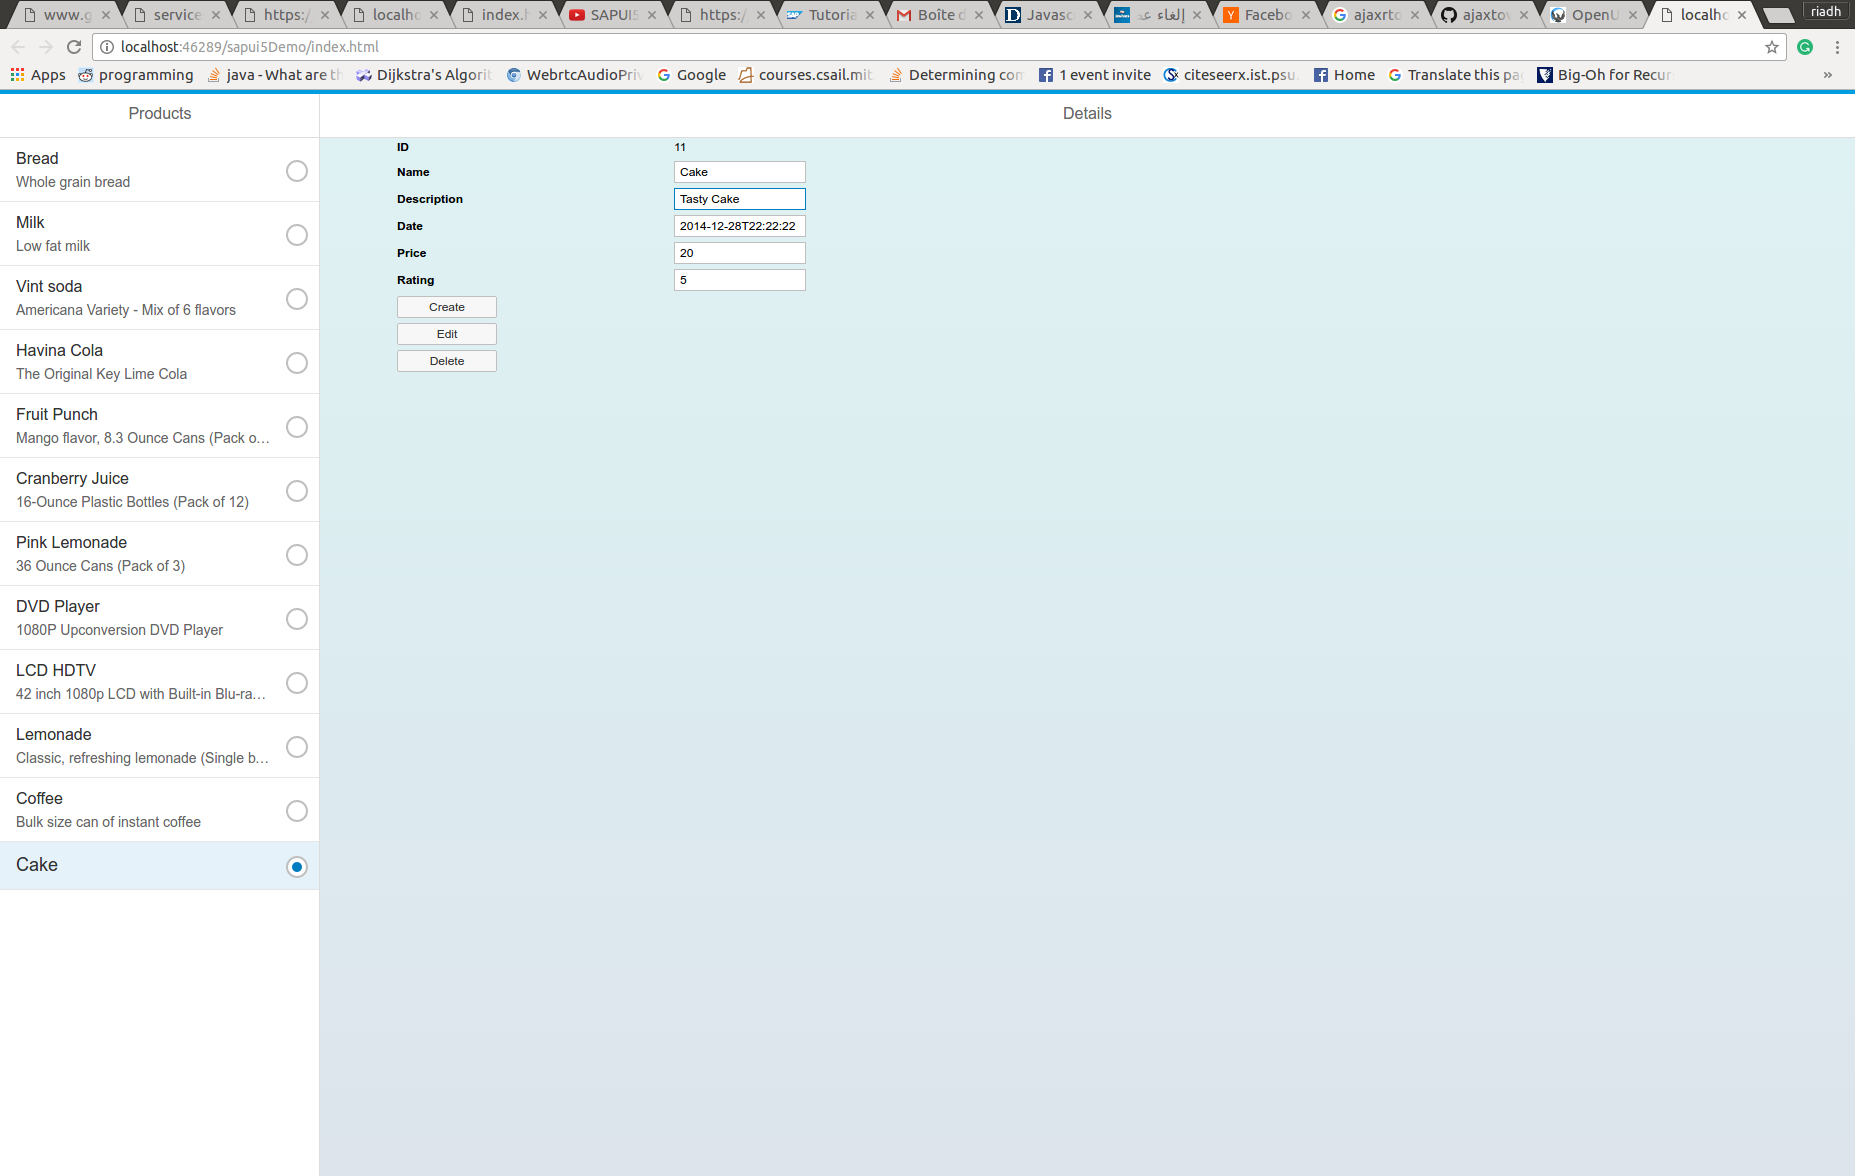 www.g
service
https:/
localho
index.h
SAPUI5
https:/
Tutoria
Boîte d
Javasc
إلغاء عذ
Facebo
ajaxrto
ajaxtov
OpenU
localho
riadh
localhost:46289/sapui5Demo/index.html
Apps
programming
java - What are th
Dijkstra's Algorit
WebrtcAudioPriv
Google
courses.csail.mit.
Determining com
1 event invite
citeseerx.ist.psu.
Home
Translate this pa
Big-Oh for Recur
»
Products
Details
Bread
Whole grain bread
Milk
Low fat milk
Vint soda
Americana Variety - Mix of 6 flavors
Havina Cola
The Original Key Lime Cola
Fruit Punch
Mango flavor, 8.3 Ounce Cans (Pack o...
Cranberry Juice
16-Ounce Plastic Bottles (Pack of 12)
Pink Lemonade
36 Ounce Cans (Pack of 3)
DVD Player
1080P Upconversion DVD Player
LCD HDTV
42 inch 1080p LCD with Built-in Blu-ra...
Lemonade
Classic, refreshing lemonade (Single b...
Coffee
Bulk size can of instant coffee
Cake
ID 11
Name Cake
Description Tasty Cake
Date 2014-12-28T22:22:22
Price 20
Rating 5
Create
Edit
Delete